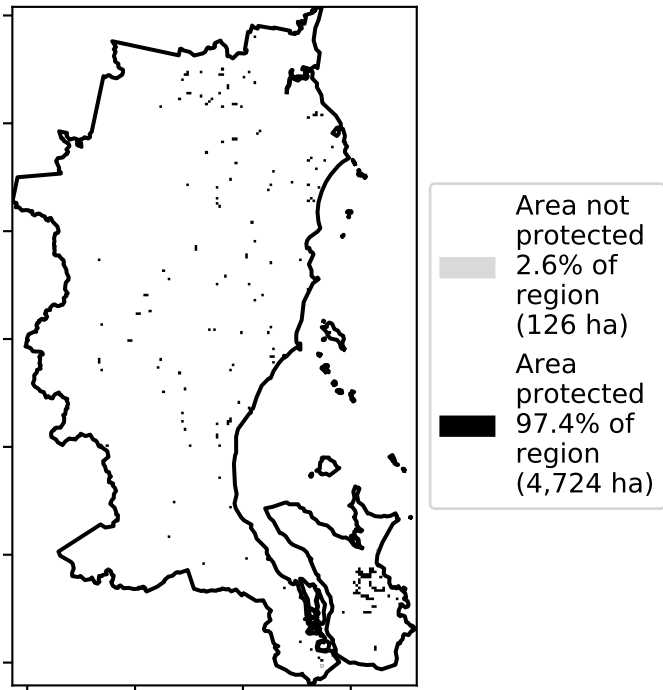 Area not
protected
2.6% of
region
(126 ha)
Area
protected
97.4% of
region
(4,724 ha)